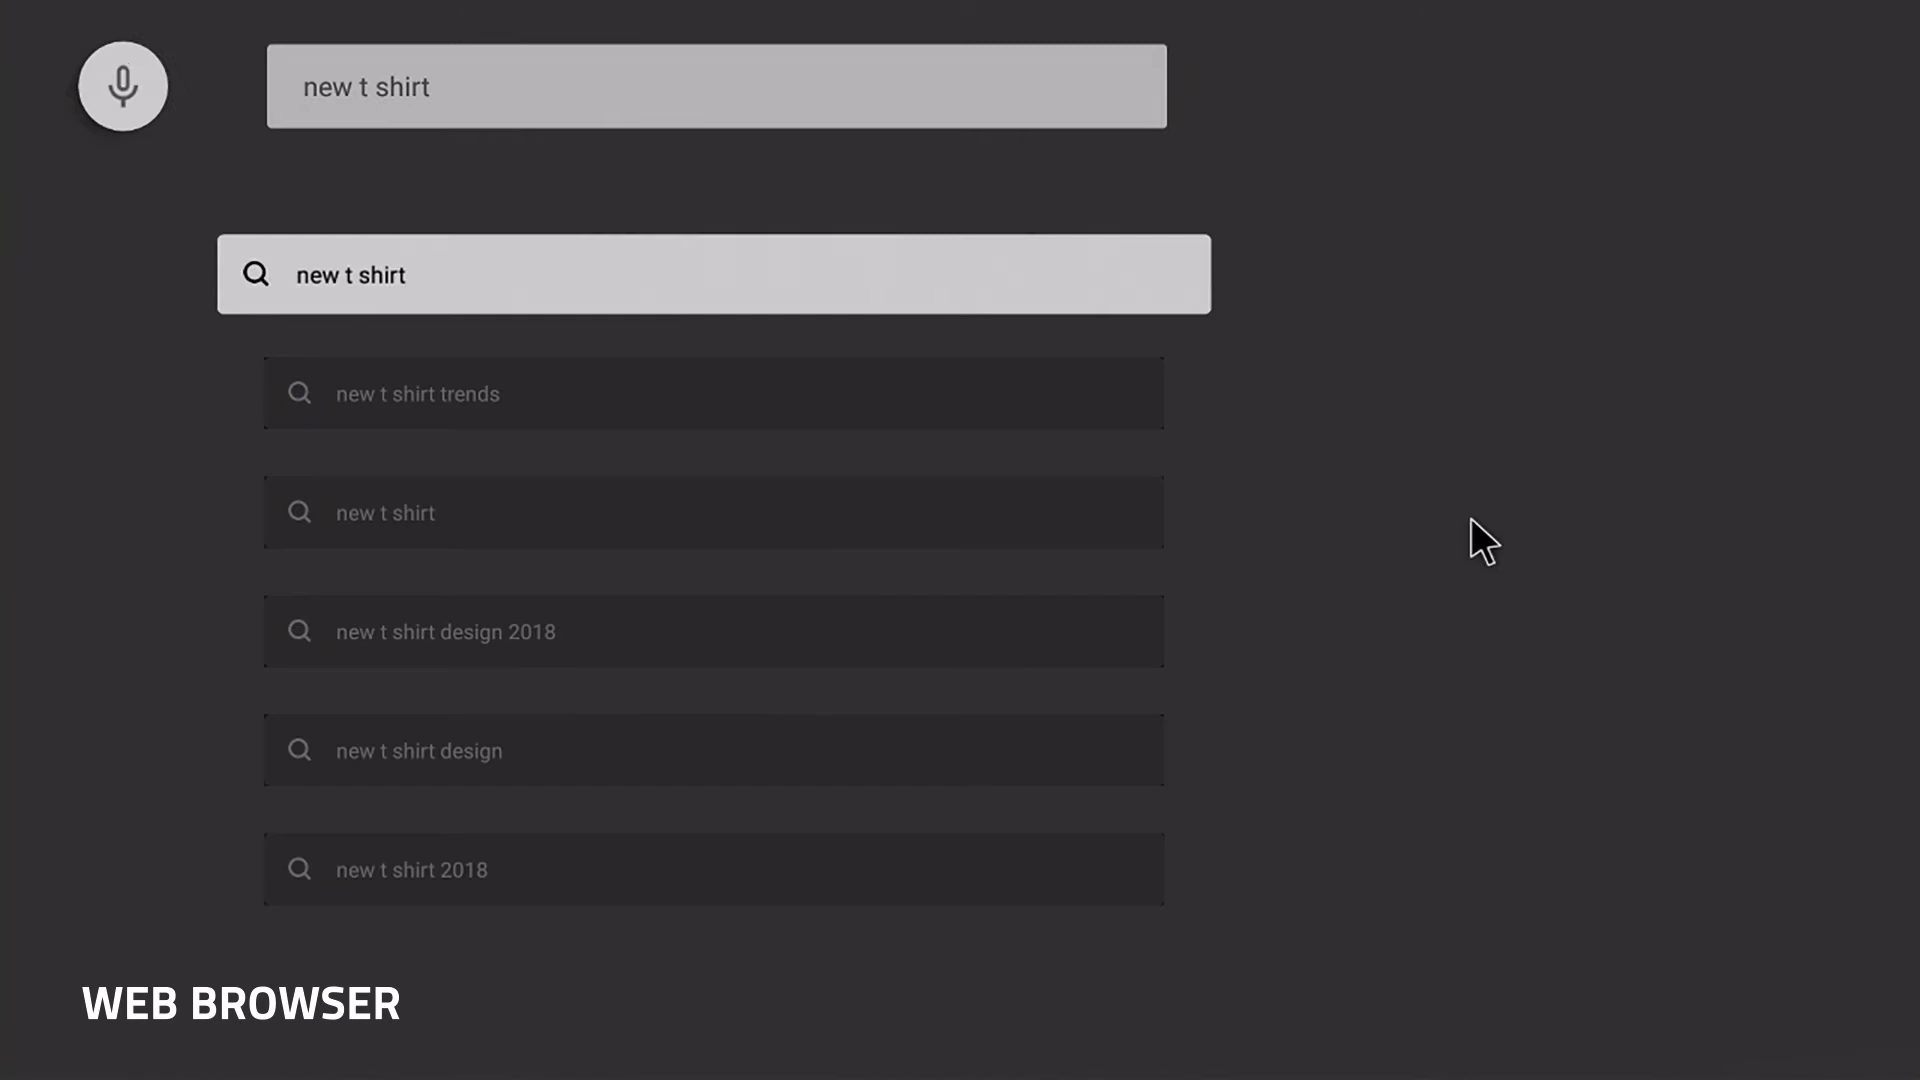 new t shirt
new t shirt
new t shirt trends
new t shirt
new t shirt design 2018
new t shirt design
new t shirt 2018
WEB BROWSER